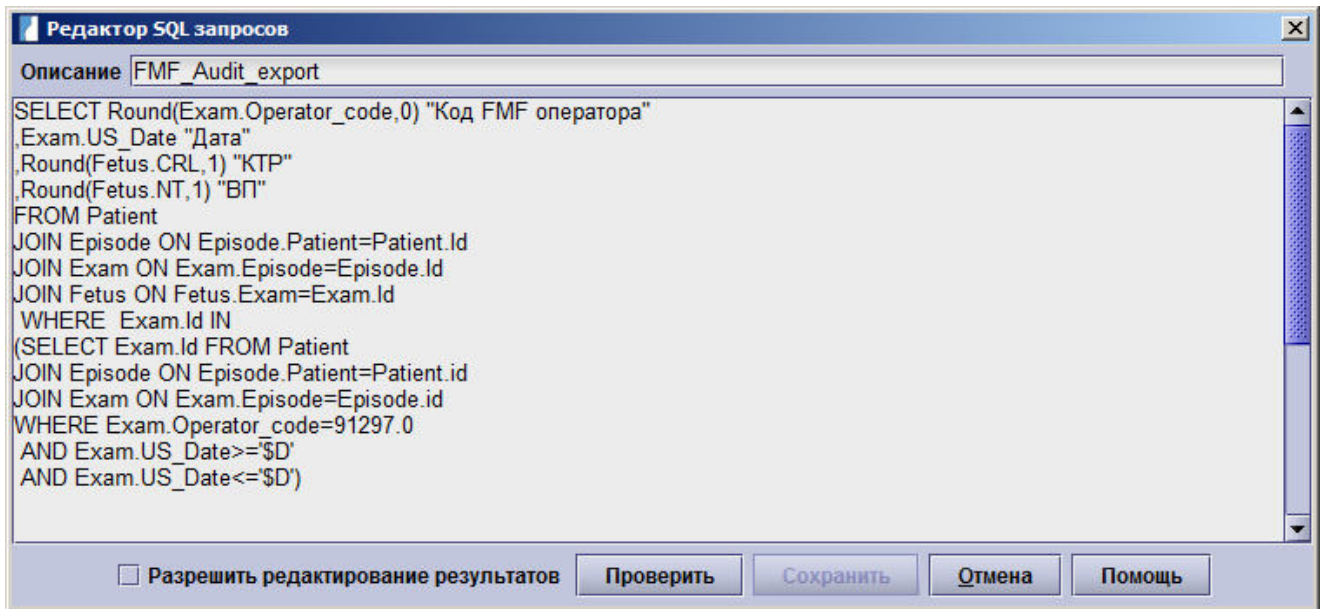 Редактор SQL запросов
Описание FMF_Audit_export
SELECT Round(Exam.Operator_code,0) "Код FMF оператора"
,Exam.US_Date "Дата"
,Round(Fetus.CRL,1) "КТР"
,Round(Fetus.NT,1) "ВП"
FROM Patient
JOIN Episode ON Episode.Patient=Patient.Id
JOIN Exam ON Exam.Episode=Episode.Id
JOIN Fetus ON Fetus.Exam=Exam.Id
WHERE  Exam.Id IN
(SELECT Exam.Id FROM Patient
JOIN Episode ON Episode.Patient=Patient.id
JOIN Exam ON Exam.Episode=Episode.id
WHERE Exam.Operator_code=91297.0
AND Exam.US_Date>='$D'
AND Exam.US_Date<='$D')
Разрешить редактирование результатов Проверить Сохранить Отмена Помощь